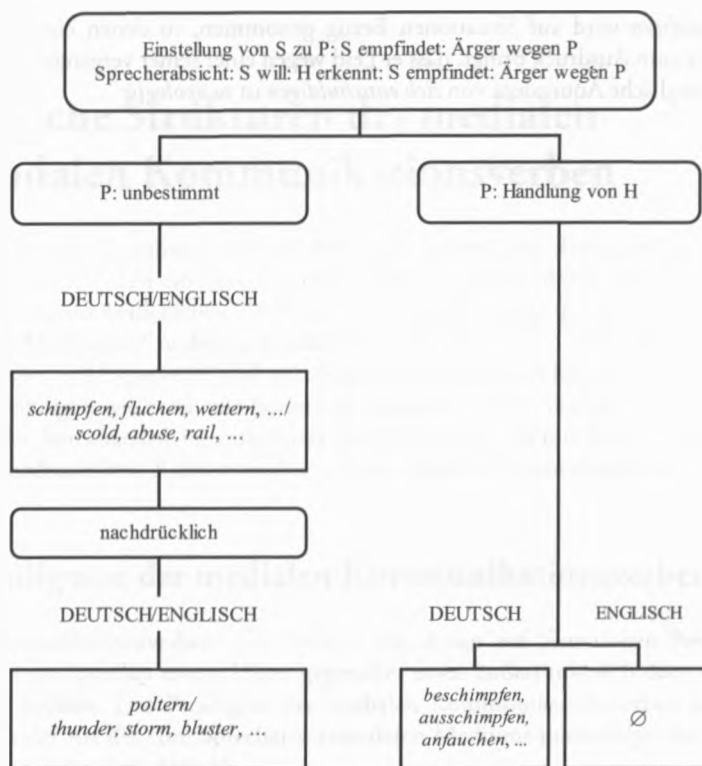 Einstellung von S zu P: S empfindet: Ärger wegen P
Sprecherabsicht: S will: H erkennt: S empfindet: Ärger wegen P
P: unbestimmt
P: Handlung von H
DEUTSCH/ENGLISCH
schimpfen, fluchen, wettern, .../
scold, abuse, rail, ...
nachdrücklich
DEUTSCH/ENGLISCH
DEUTSCH
ENGLISCH
poltern/
thunder, storm, bluster, ...
beschimpfen,
ausschimpfen,
anfauchen, ...
Ø